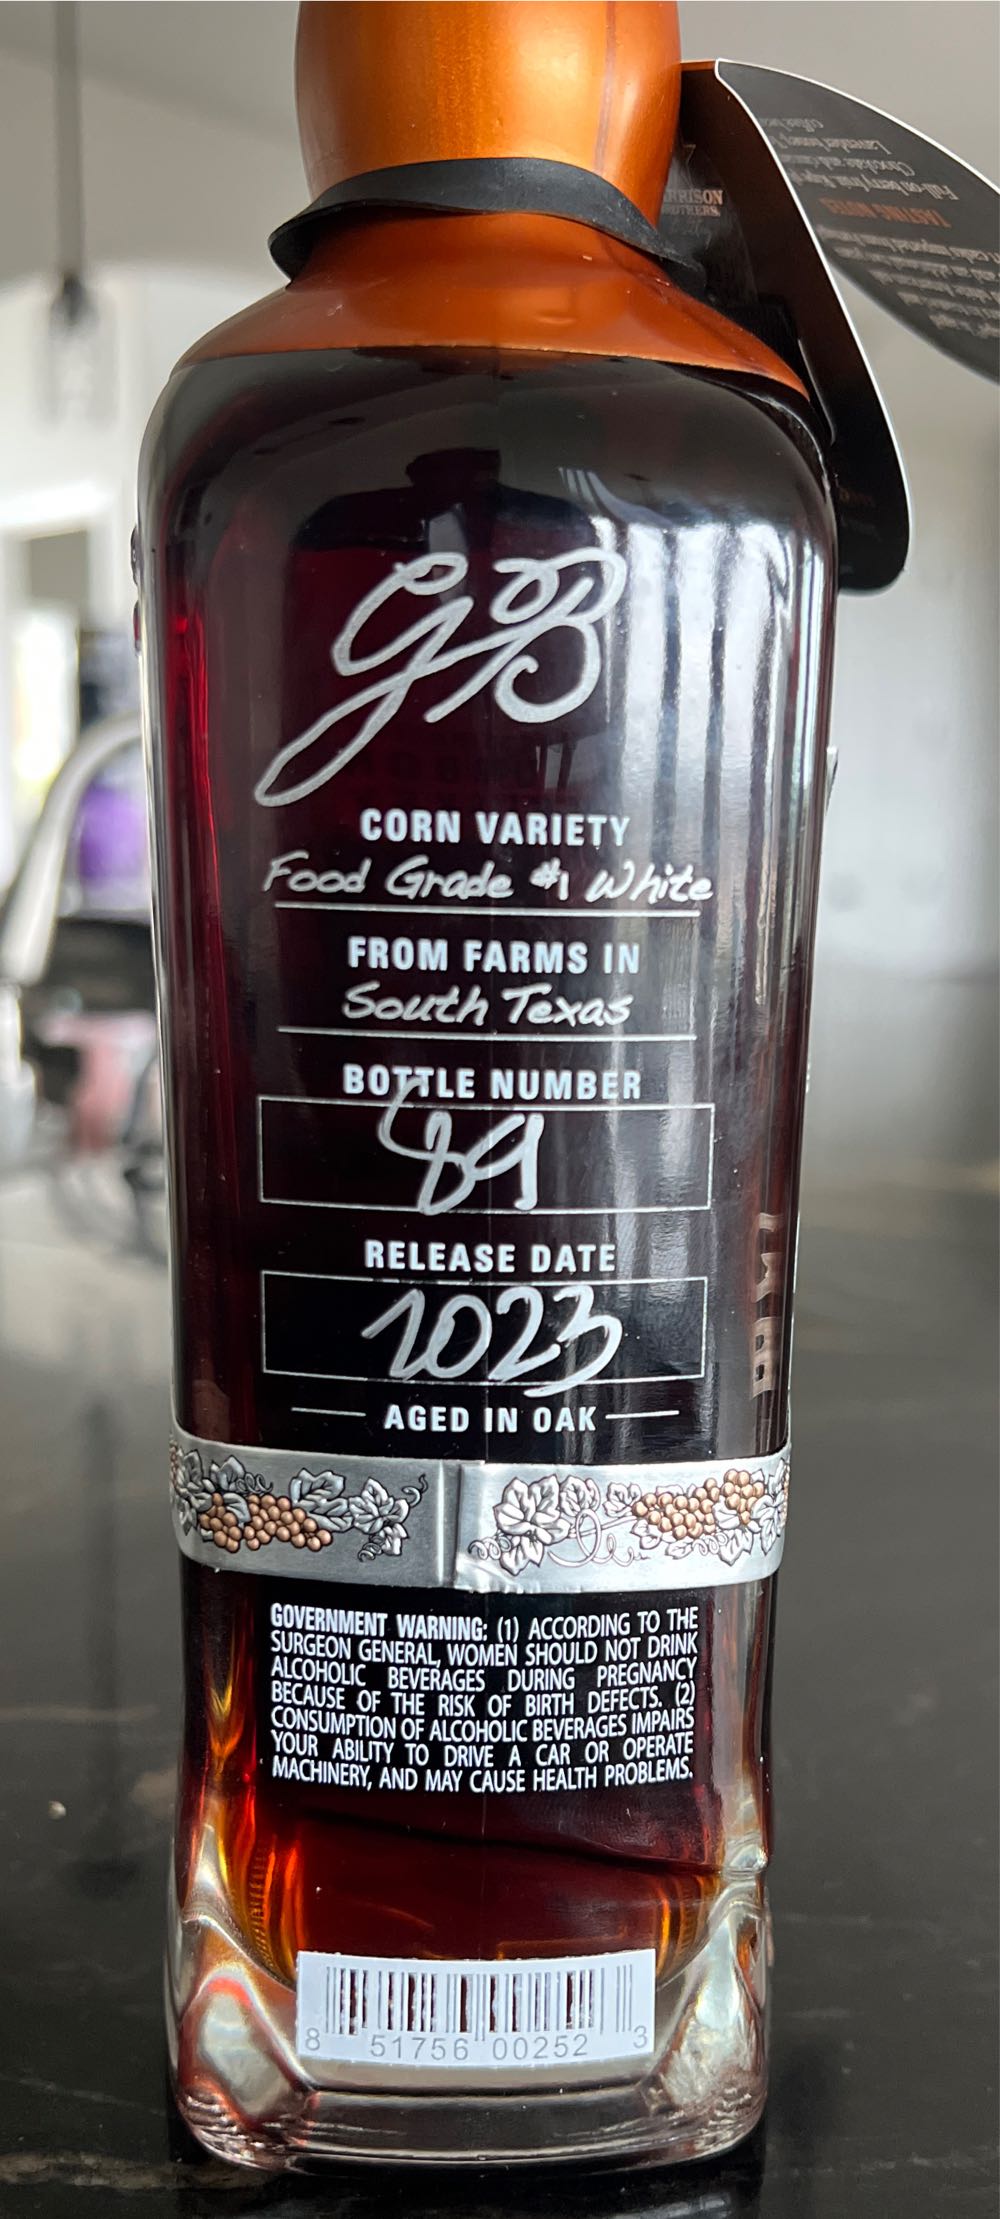 GB
CORN VARIETY
Food Grade #1 White
FROM FARMS IN
South Texas
BOTTLE NUMBER
89
RELEASE DATE
2023
AGED IN OAK
GOVERNMENT WARNING: (1) ACCORDING TO THE
SURGEON GENERAL, WOMEN SHOULD NOT DRINK
ALCOHOLIC BEVERAGES DURING PREGNANCY
BECAUSE OF THE RISK OF BIRTH DEFECTS. (2)
CONSUMPTION OF ALCOHOLIC BEVERAGES IMPAIRS
YOUR ABILITY TO DRIVE A CAR OR OPERATE
MACHINERY, AND MAY CAUSE HEALTH PROBLEMS.
8 51756 00252 3
TASTING NOTES